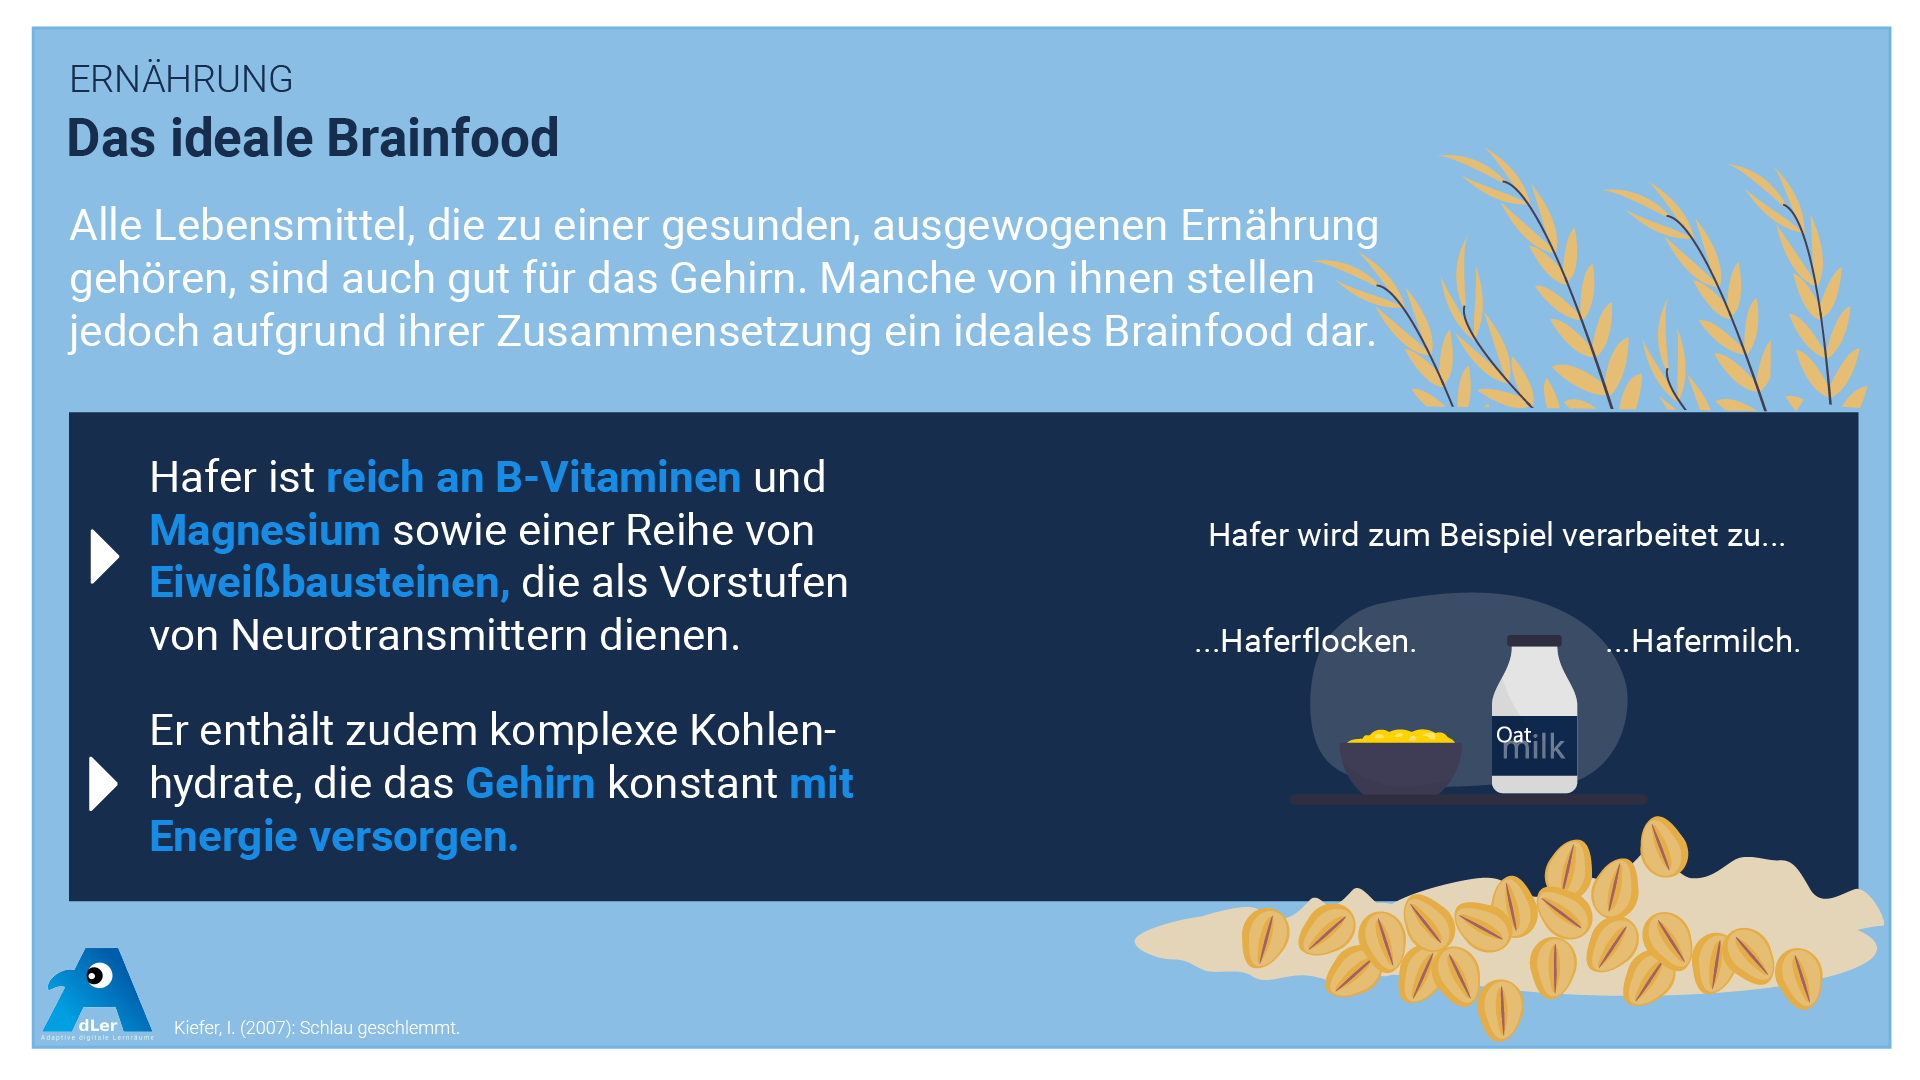 ERNÄHRUNG
Das ideale Brainfood
Alle Lebensmittel, die zu einer gesunden, ausgewogenen Ernährung
gehören, sind auch gut für das Gehirn. Manche von ihnen stellen
jedoch aufgrund ihrer Zusammensetzung ein ideales Brainfood dar.
Hafer ist reich an B-Vitaminen und
Magnesium sowie einer Reihe von
Eiweißbausteinen, die als Vorstufen
von Neurotransmittern dienen.
Er enthält zudem komplexe Kohlen-
hydrate, die das Gehirn konstant mit
Energie versorgen.
Hafer wird zum Beispiel verarbeitet zu...
...Haferflocken.
...Hafermilch.
Oat
milk
dLer
Adaptive digitale Lernräume
Kiefer, I. (2007): Schlau geschlemmt.